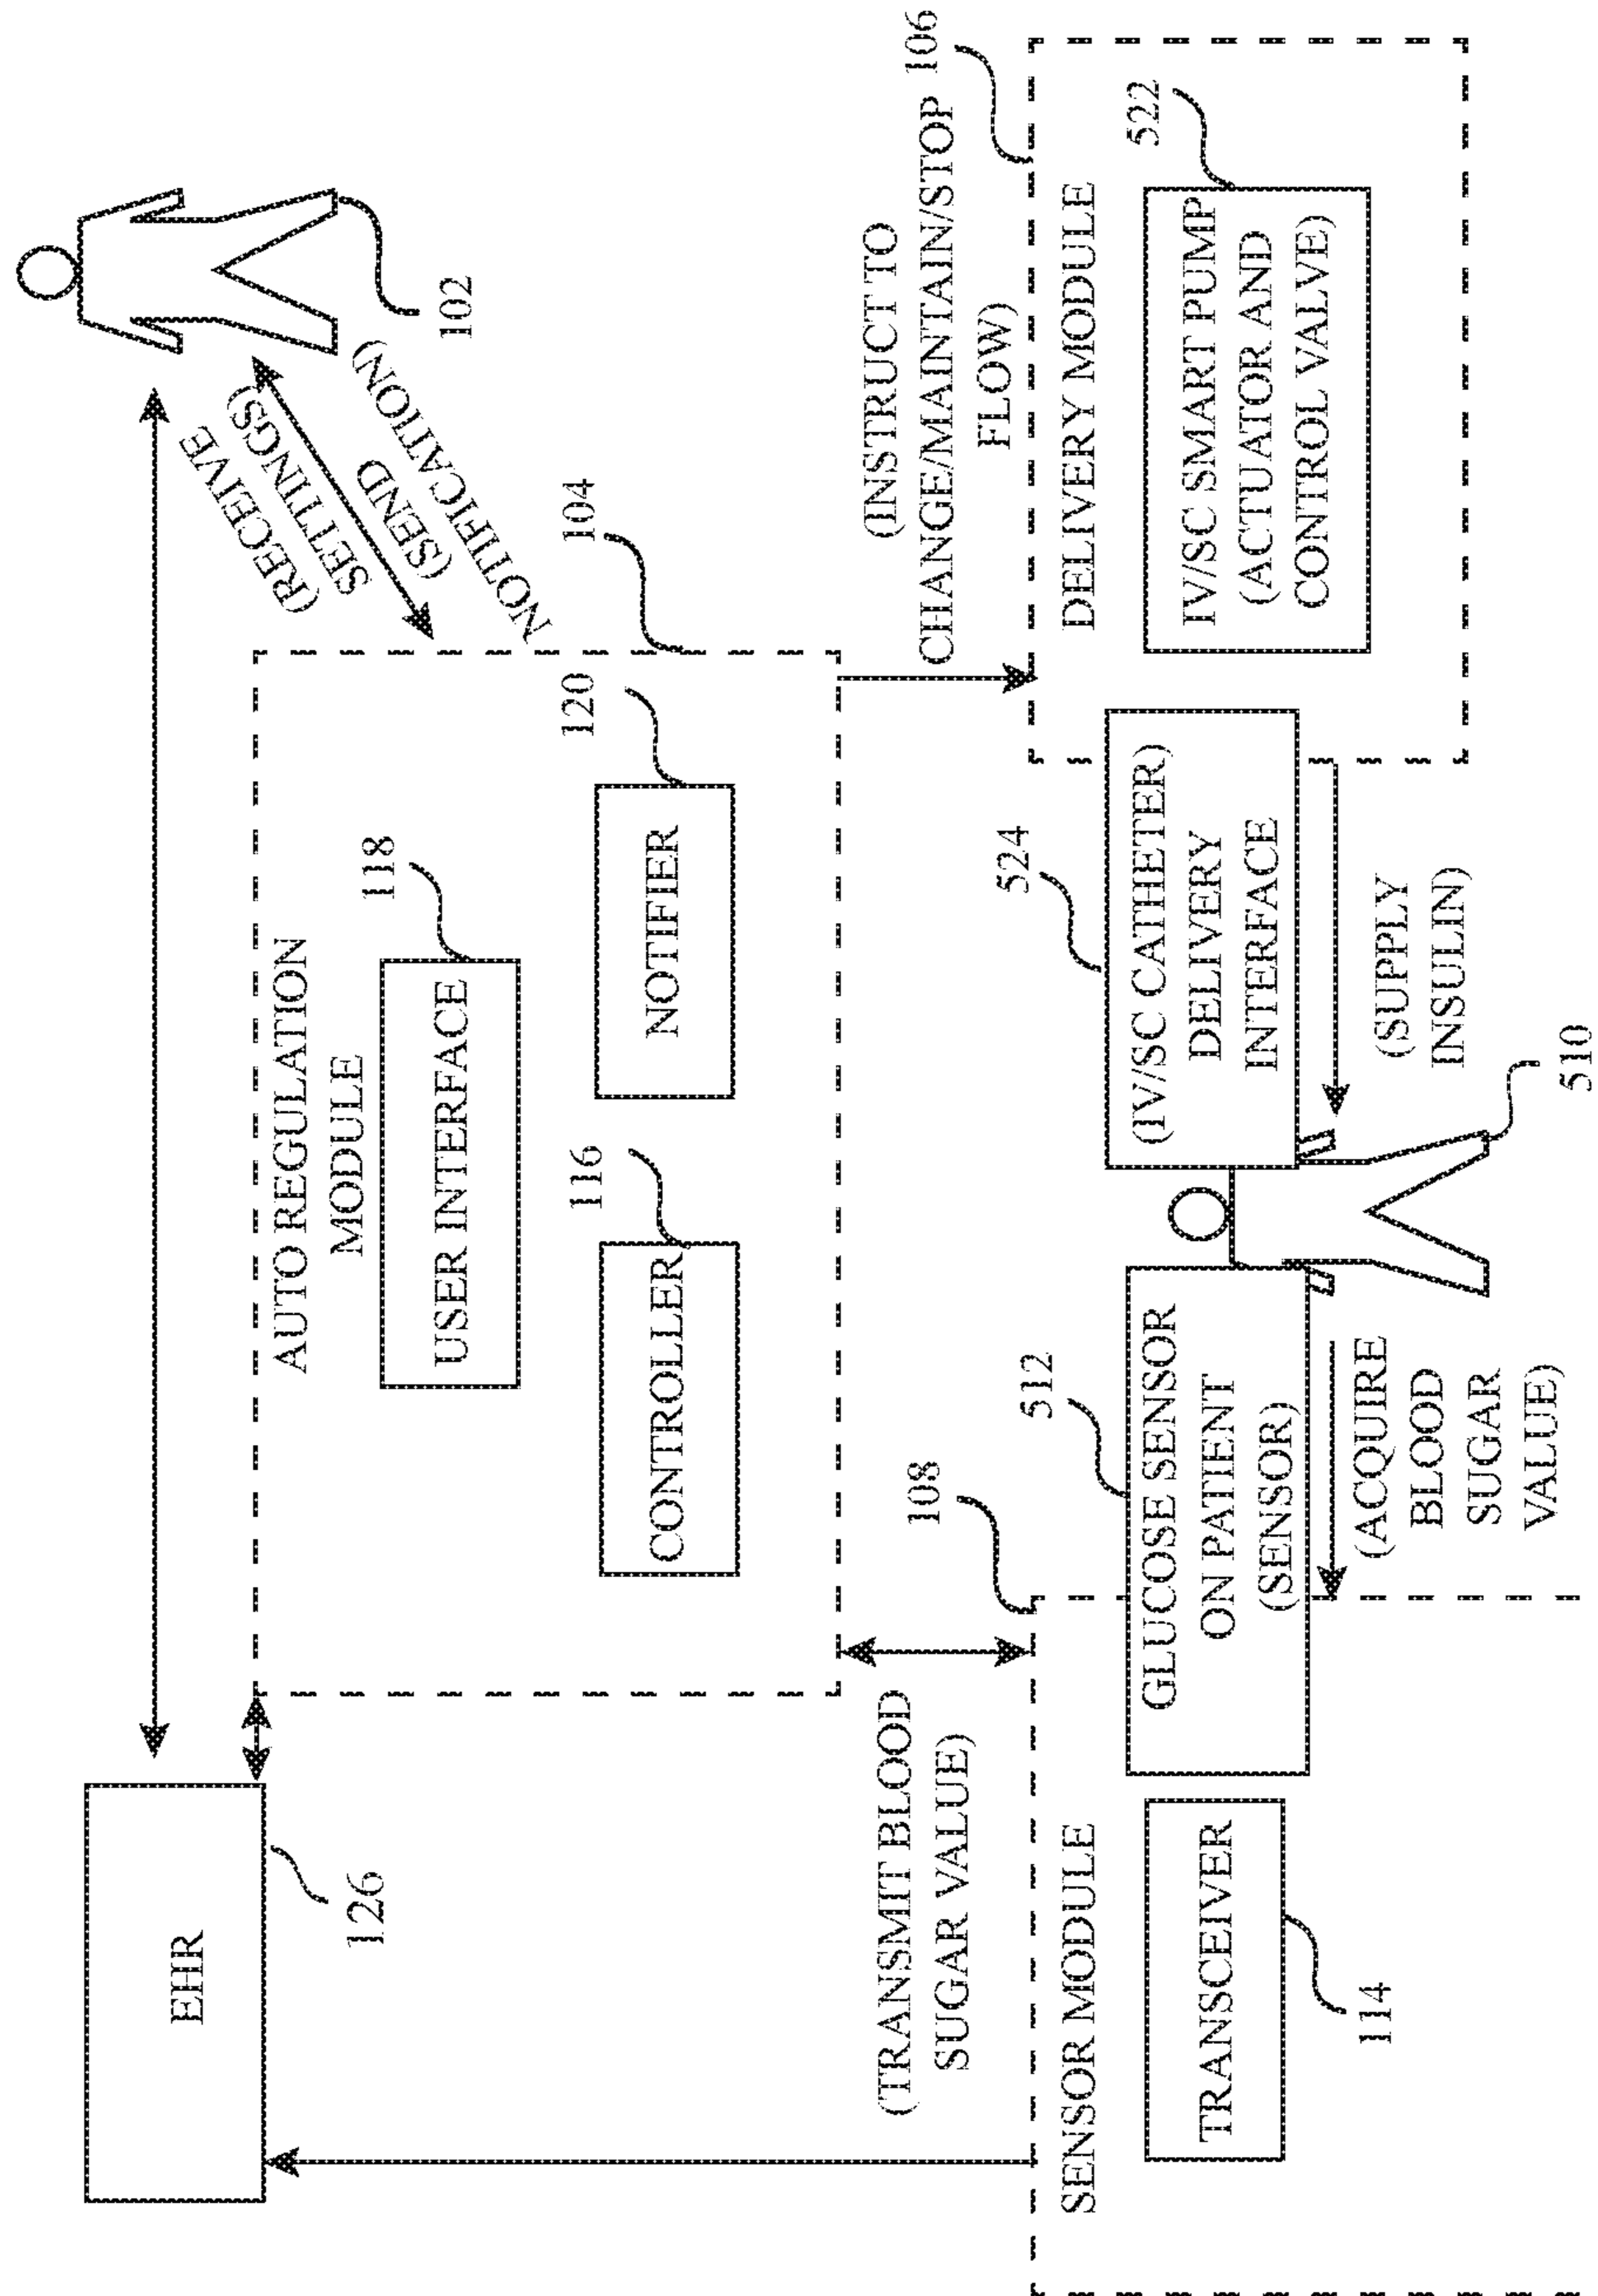 EHR
126
102
(RECEIVE
SETTINGS)
(SEND
NOTIFICATION)
104
AUTO REGULATION
MODULE
USER INTERFACE
118
CONTROLLER
116
NOTIFIER
120
(TRANSMIT BLOOD
SUGAR VALUE)
(INSTRUCT TO
CHANGE/MAINTAIN/STOP
FLOW)
106
108
SENSOR MODULE
TRANSCEIVER
114
GLUCOSE SENSOR
ON PATIENT
(SENSOR)
512
(ACQUIRE
BLOOD
SUGAR
VALUE)
510
(IV/SC CATHETER)
DELIVERY
INTERFACE
524
(SUPPLY
INSULIN)
DELIVERY MODULE
IV/SC SMART PUMP
(ACTUATOR AND
CONTROL VALVE)
522